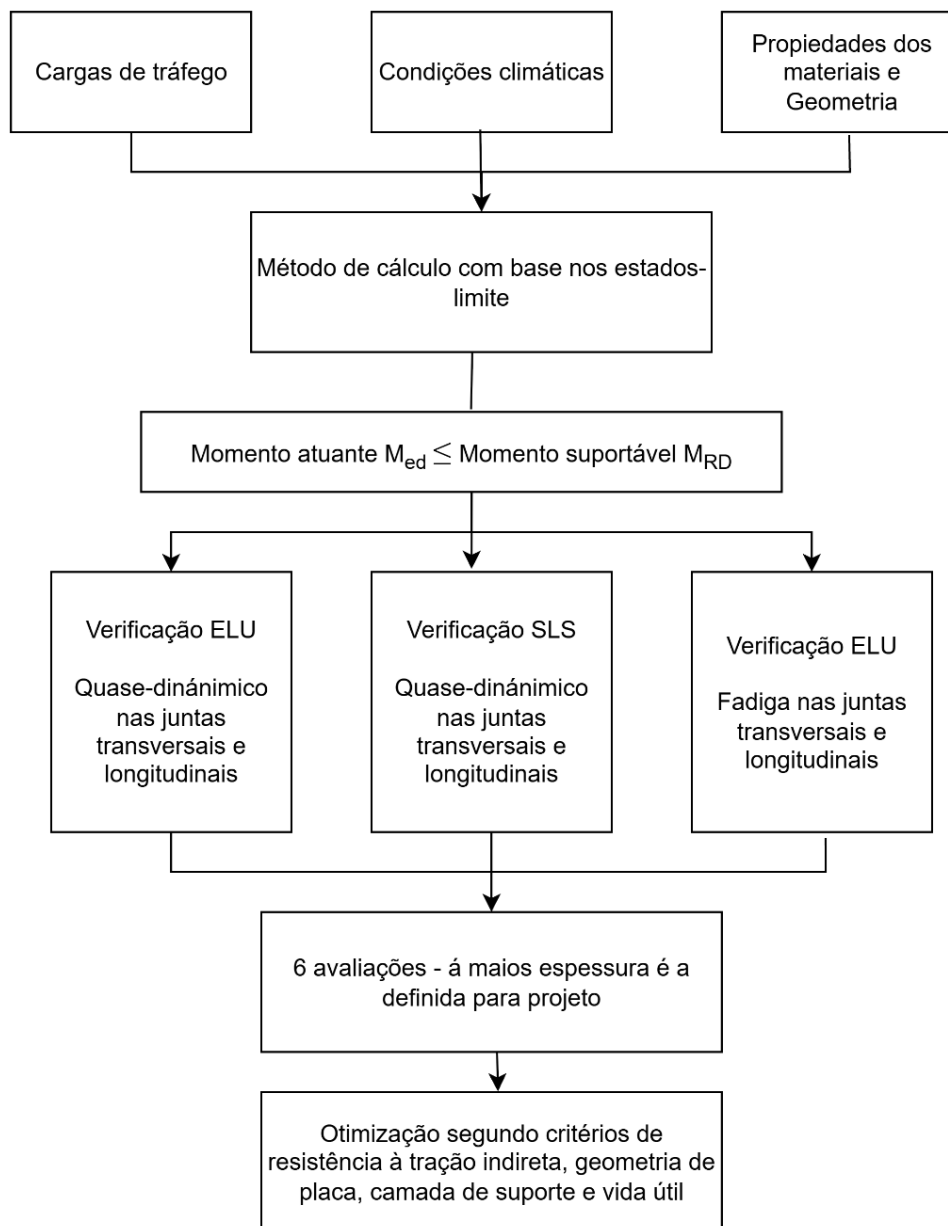 Cargas de tráfego
Condições climáticas
Propiedades dos
materiais e
Geometria
Método de cálculo com base nos estados-
limite
Momento atuante Med ≤ Momento suportável MRD
Verificação ELU
Quase-dinánimico
nas juntas
transversais e
longitudinais
Verificação SLS
Quase-dinánimico
nas juntas
transversais e
longitudinais
Verificação ELU
Fadiga nas juntas
transversais e
longitudinais
6 avaliações - á maios espessura é a
definida para projeto
Otimização segundo critérios de
resistência à tração indireta, geometria de
placa, camada de suporte e vida útil